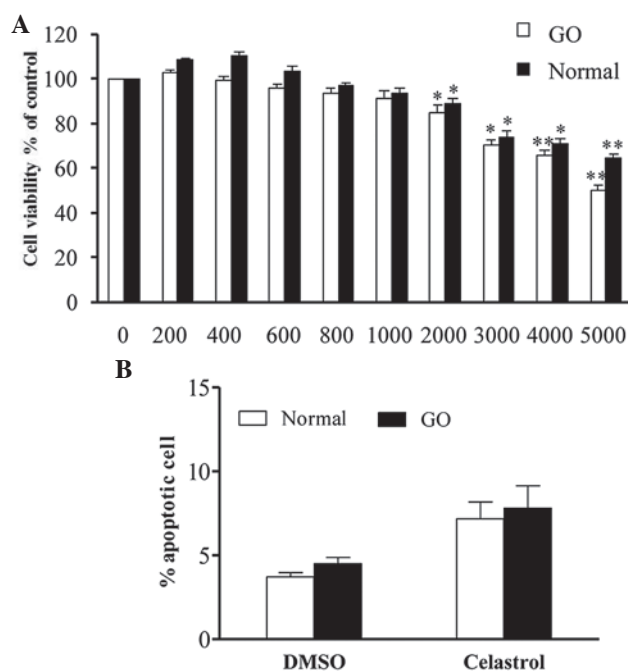 A
GO
Normal
Cell viability % of control
120
100
80
60
40
20
0
* *
* *
** *
** **
0 200 400 600 800 1000 2000 3000 4000 5000
B
Normal GO
% apoptotic cell
15
10
5
0
DMSO Celastrol